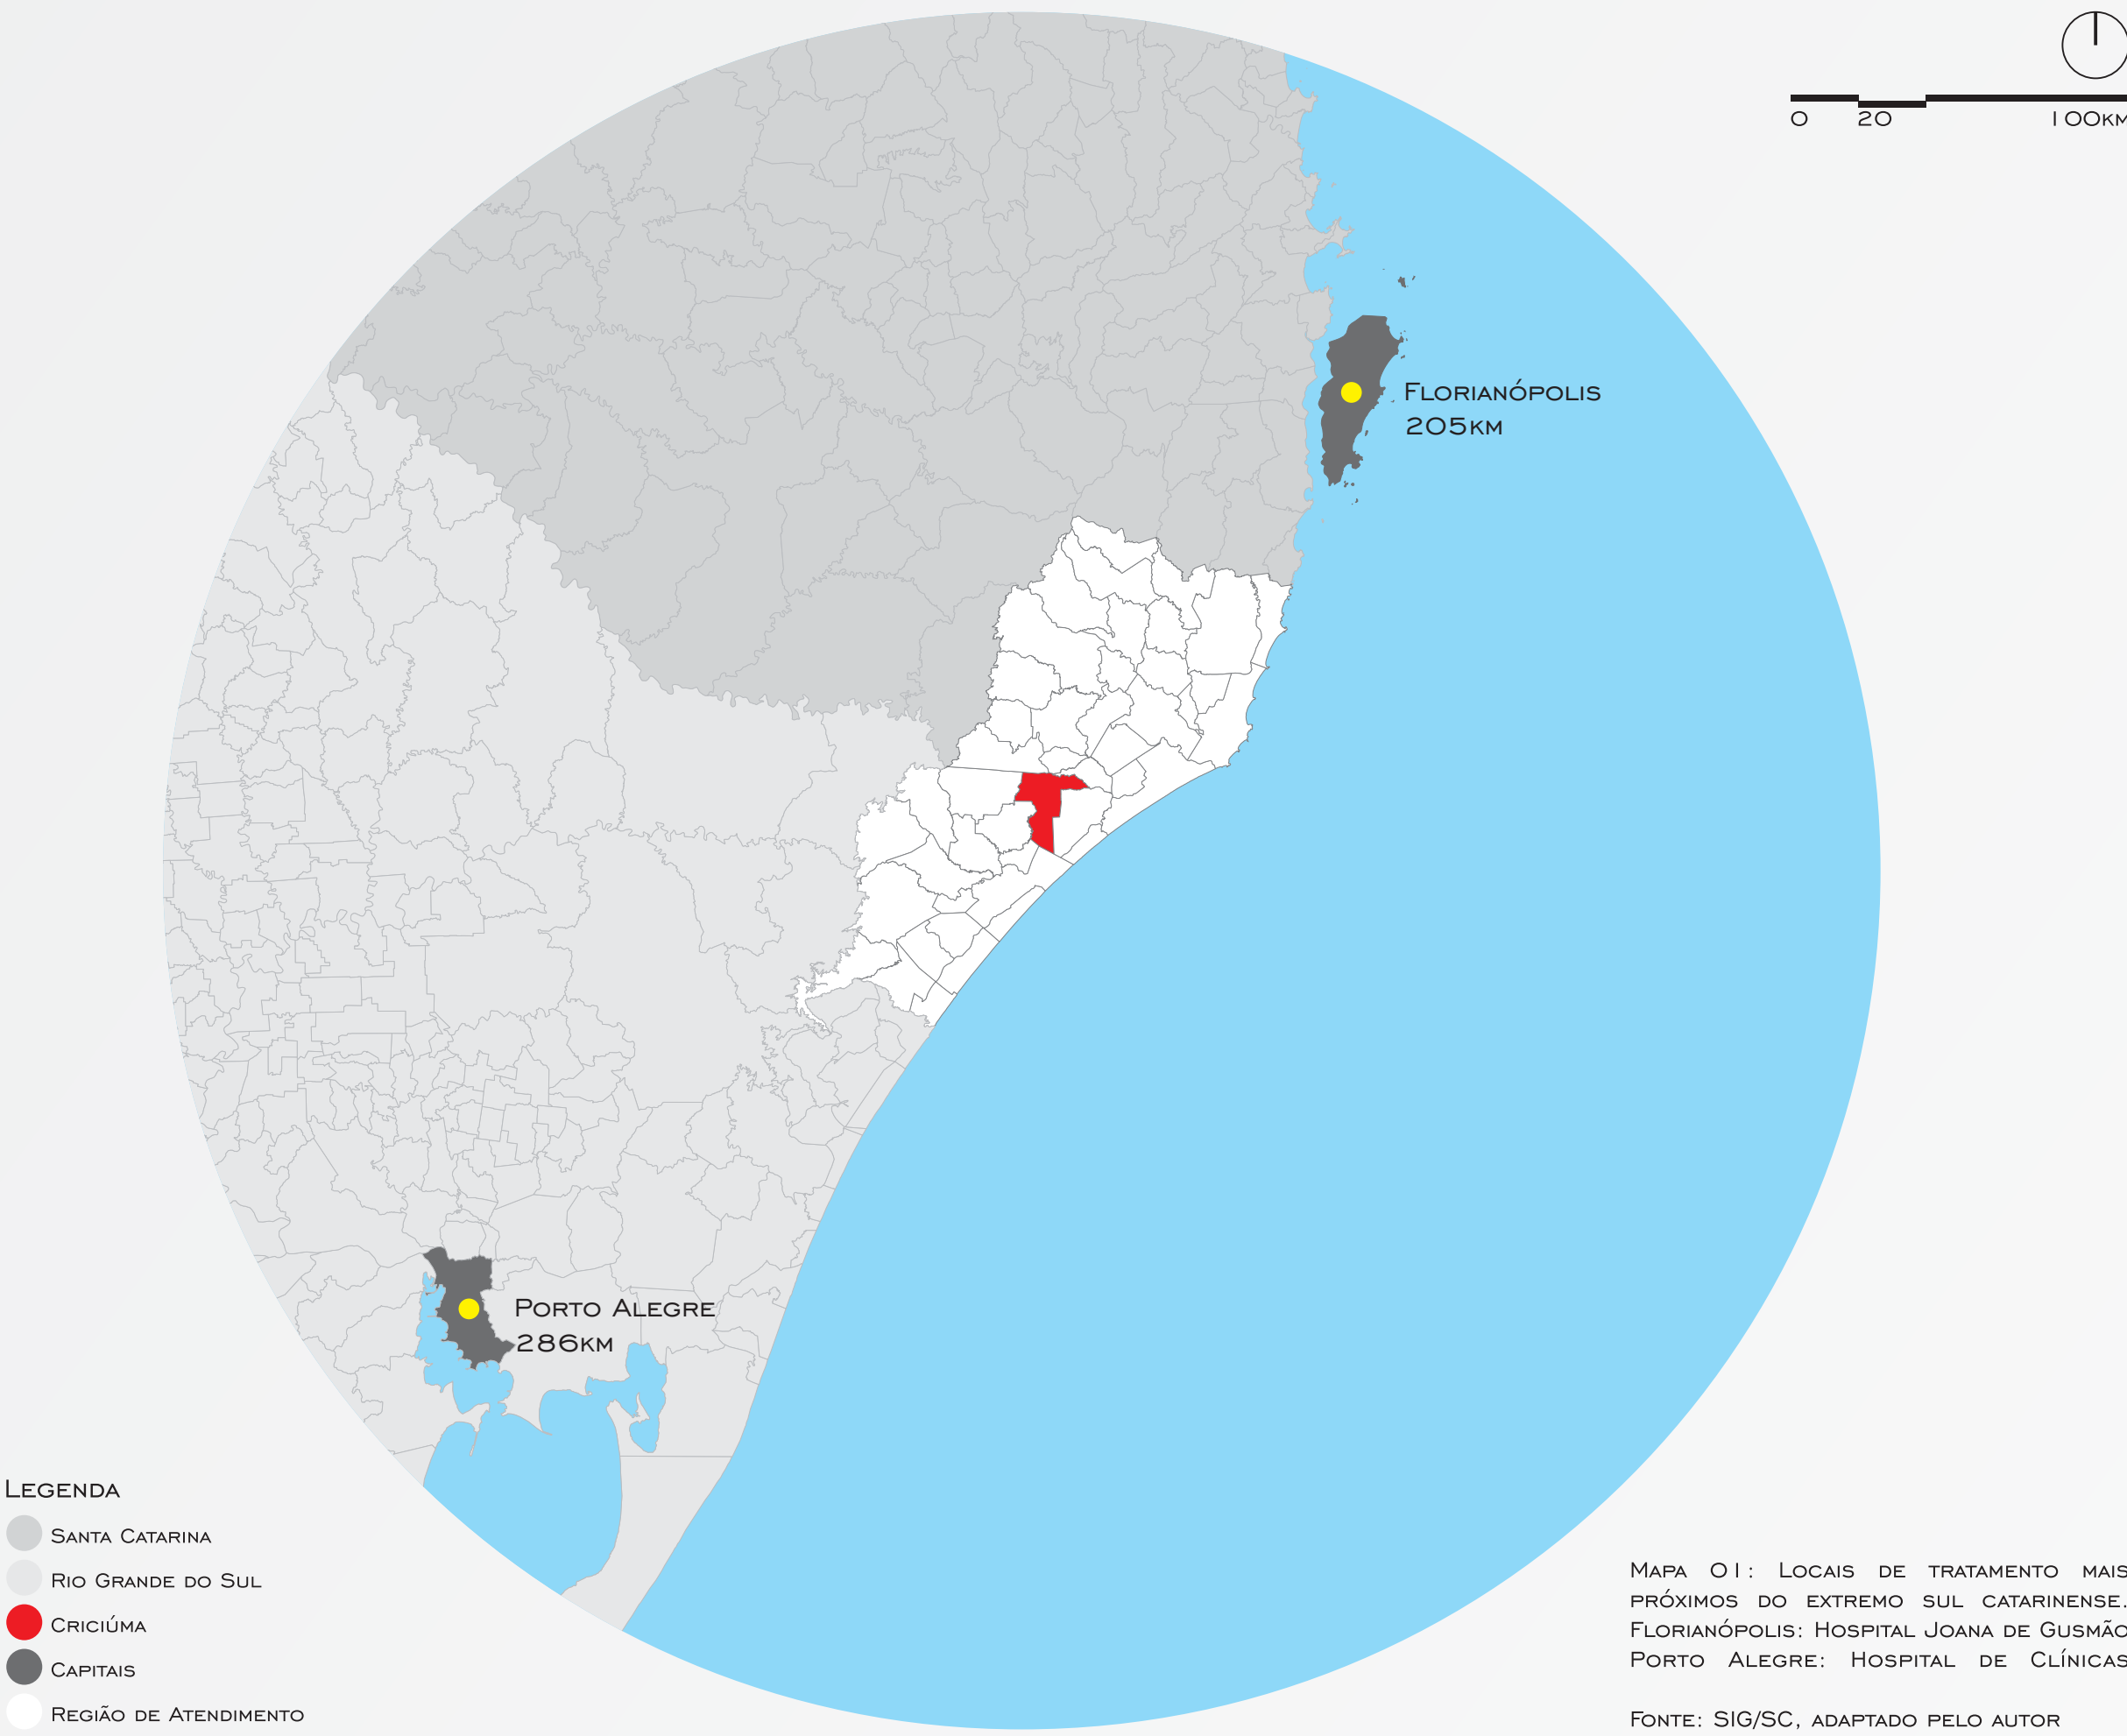 0 20 100km
Florianópolis
205km
Porto Alegre
286km
Legenda
Santa Catarina
Rio Grande do Sul
Criciúma
Capitais
Região de Atendimento
Mapa 01: Locais de tratamento mais
próximos do extremo sul catarinense.
Florianópolis: Hospital Joana de Gusmão
Porto Alegre: Hospital de Clínicas
Fonte: SIG/SC, adaptado pelo autor